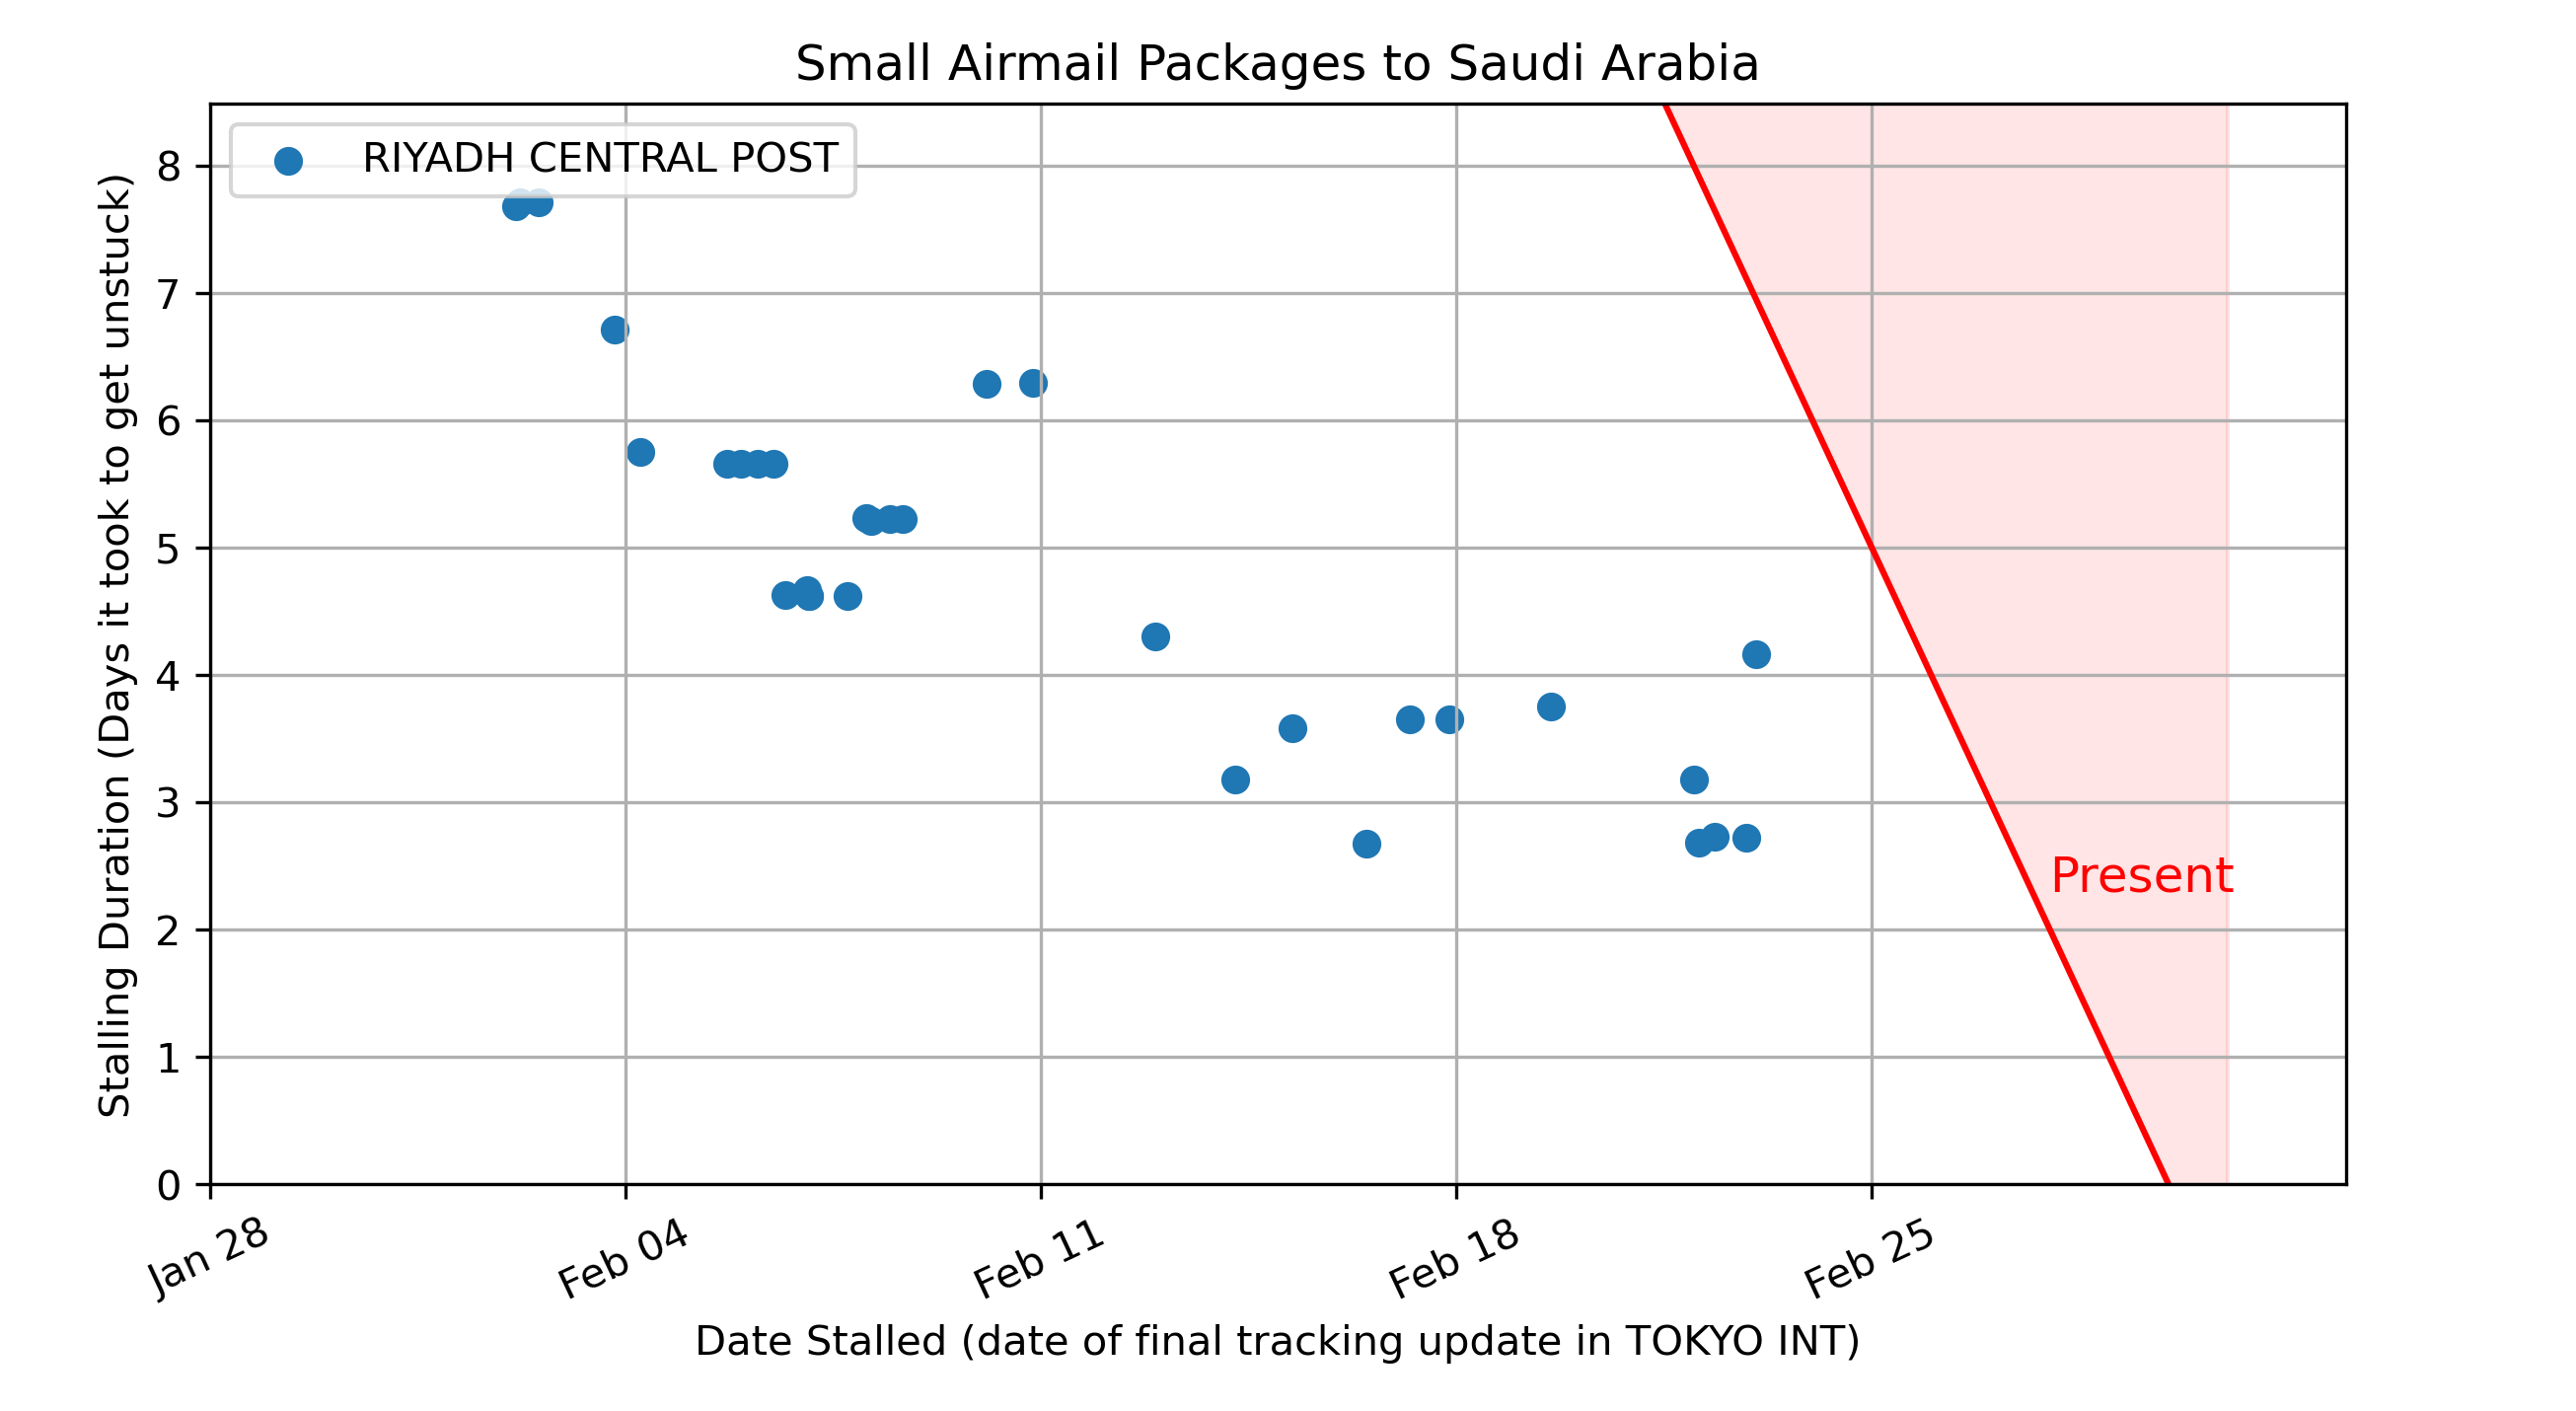 Small Airmail Packages to Saudi Arabia
RIYADH CENTRAL POST
Stalling Duration (Days it took to get unstuck)
8
7
6
5
4
3
2
1
0
Present
Jan 28
Feb 04
Feb 11
Feb 18
Feb 25
Date Stalled (date of final tracking update in TOKYO INT)